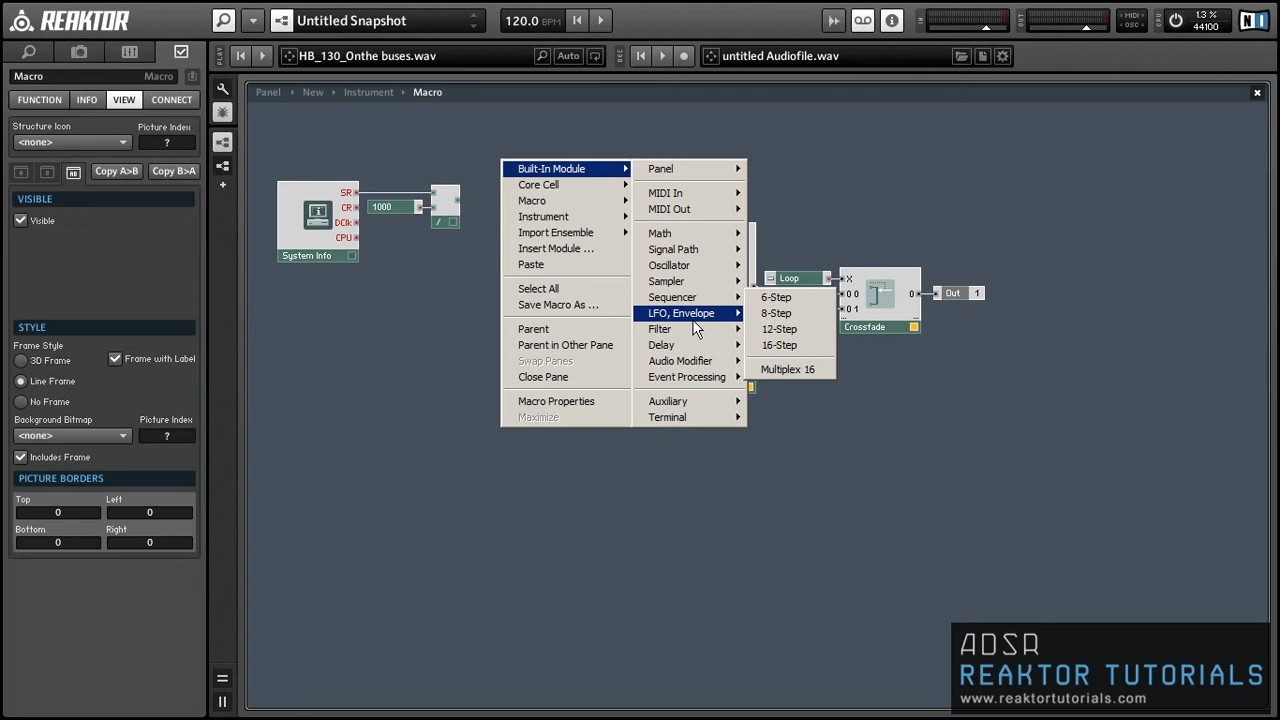 REAKTOR
Untitled Snapshot
120.0 BPM
IN
OUT
MIDI
OSC
CPU
1.3 %
44100
NI
PLAY
HB_130_Onthe buses.wav
Auto
REC
untitled Audiofile.wav
Macro
Macro
FUNCTION
INFO
VIEW
CONNECT
Panel
New
Instrument
Macro
Structure Icon
Picture Index
<none>
?
A
B
AB
Copy A>B
Copy B>A
VISIBLE
Visible
STYLE
Frame Style
3D Frame
Frame with Label
Line Frame
No Frame
Background Bitmap
Picture Index
<none>
?
Includes Frame
PICTURE BORDERS
Top
Left
0
0
Bottom
Right
0
0
SR
CR
DClk
CPU
System Info
1000
/
Built-In Module
Core Cell
Macro
Instrument
Import Ensemble
Insert Module ...
Paste
Select All
Save Macro As ...
Parent
Parent in Other Pane
Swap Panes
Close Pane
Macro Properties
Maximize
Panel
MIDI In
MIDI Out
Math
Signal Path
Oscillator
Sampler
Sequencer
LFO, Envelope
Filter
Delay
Audio Modifier
Event Processing
Auxiliary
Terminal
6-Step
8-Step
12-Step
16-Step
Multiplex 16
Loop
X
0 0
0 1
0
Crossfade
Out
1
ADSR
REAKTOR TUTORIALS
www.reaktortutorials.com